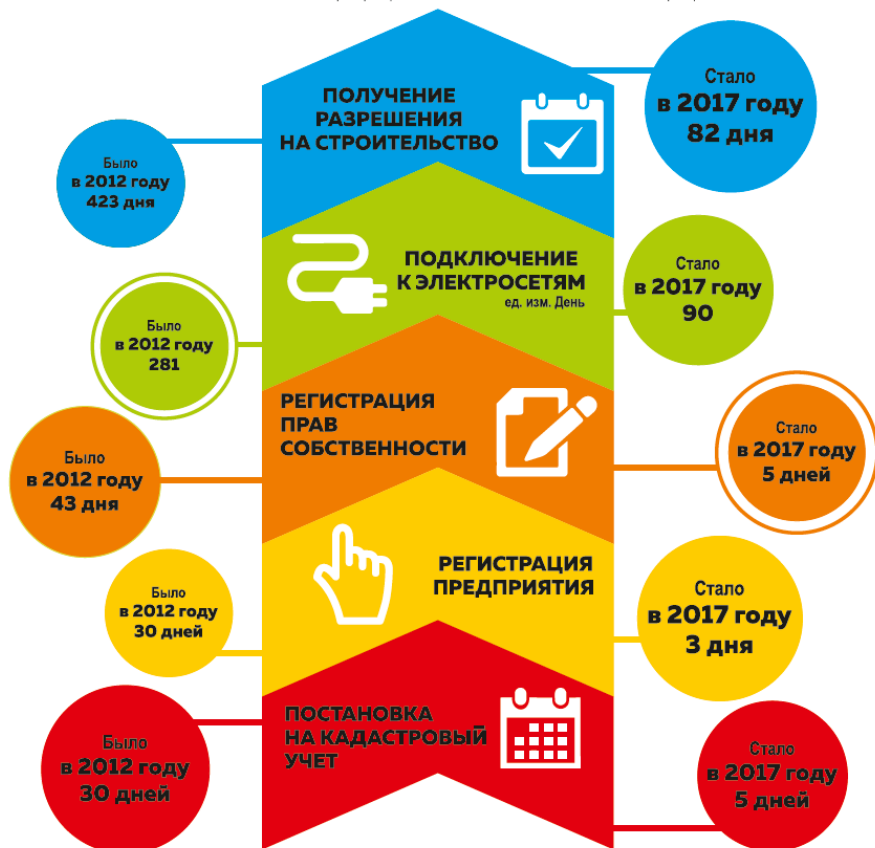 ПОЛУЧЕНИЕ
РАЗРЕШЕНИЯ
НА СТРОИТЕЛЬСТВО
Было
в 2012 году
423 дня
Стало
в 2017 году
82 дня
ПОДКЛЮЧЕНИЕ
К ЭЛЕКТРОСЕТЯМ
ед. изм. День
Было
в 2012 году
281
Стало
в 2017 году
90
РЕГИСТРАЦИЯ
ПРАВ
СОБСТВЕННОСТИ
Было
в 2012 году
43 дня
Стало
в 2017 году
5 дней
РЕГИСТРАЦИЯ
ПРЕДПРИЯТИЯ
Было
в 2012 году
30 дней
Стало
в 2017 году
3 дня
ПОСТАНОВКА
НА КАДАСТРОВЫЙ
УЧЕТ
Было
в 2012 году
30 дней
Стало
в 2017 году
5 дней